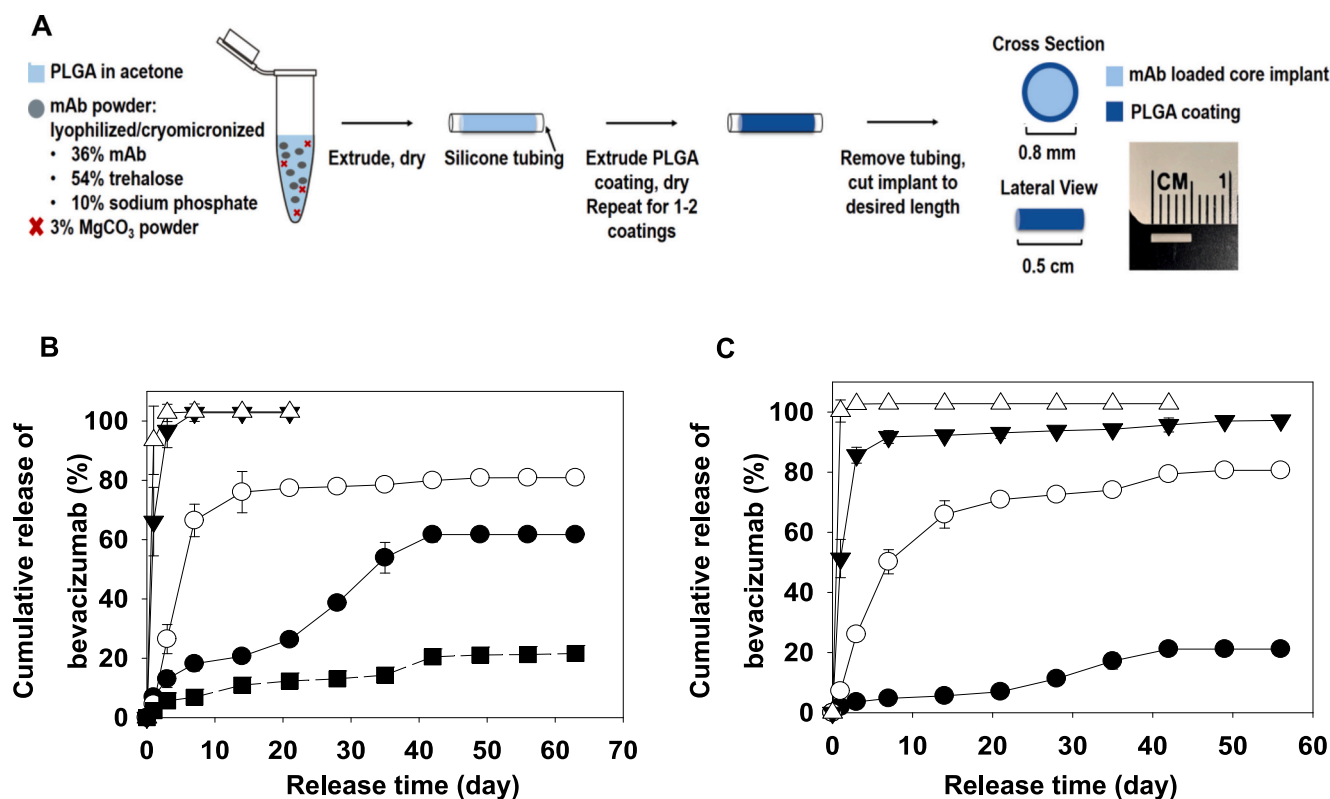 A
PLGA in acetone
mAb powder:
lyophilized/cryomicronized
• 36% mAb
• 54% trehalose
• 10% sodium phosphate
3% MgCO₃ powder
Extrude, dry
Silicone tubing
Extrude PLGA
coating, dry
Repeat for 1-2
coatings
Remove tubing,
cut implant to
desired length
Cross Section
0.8 mm
Lateral View
0.5 cm
mAb loaded core implant
PLGA coating
CM 1
B
Cumulative release of
bevacizumab (%)
100
80
60
40
20
0
0 10 20 30 40 50 60 70
Release time (day)
C
Cumulative release of
bevacizumab (%)
100
80
60
40
20
0
0 10 20 30 40 50 60
Release time (day)